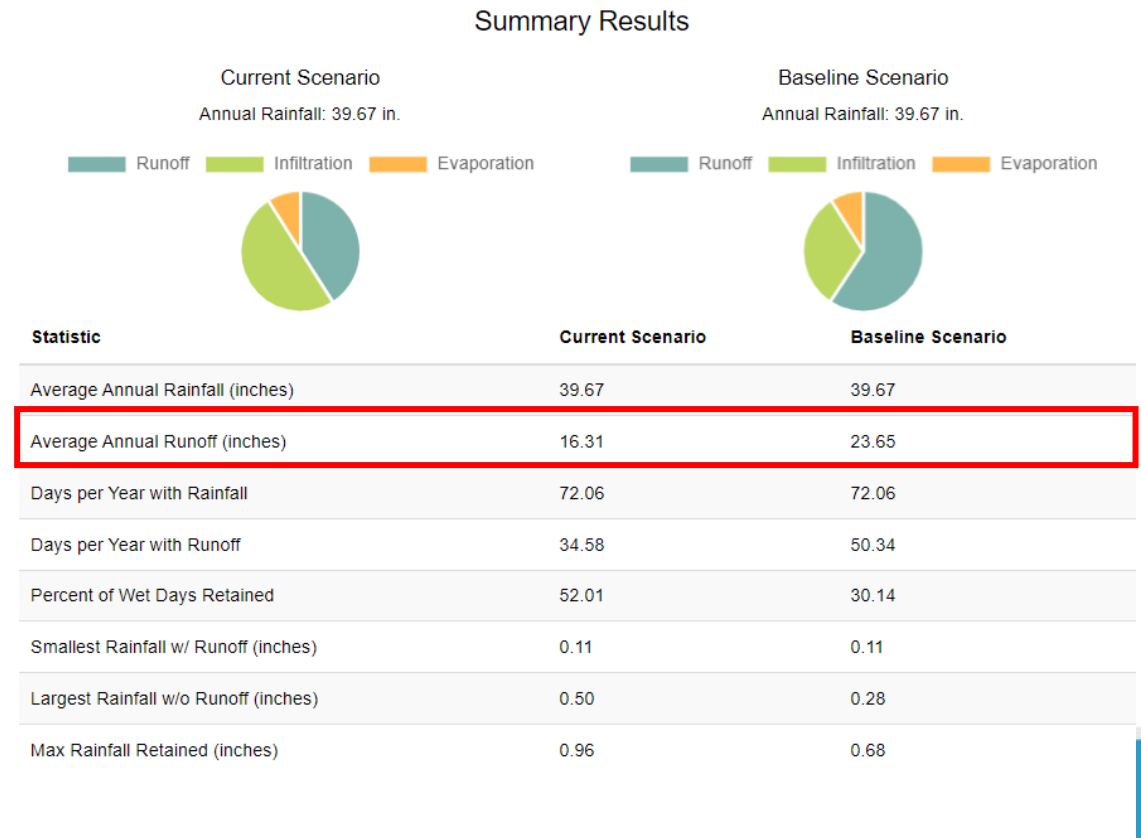 Summary Results
Current Scenario
Annual Rainfall: 39.67 in.
Runoff Infiltration Evaporation
Baseline Scenario
Annual Rainfall: 39.67 in.
Runoff Infiltration Evaporation
Statistic Current Scenario Baseline Scenario
Average Annual Rainfall (inches) 39.67 39.67
Average Annual Runoff (inches) 16.31 23.65
Days per Year with Rainfall 72.06 72.06
Days per Year with Runoff 34.58 50.34
Percent of Wet Days Retained 52.01 30.14
Smallest Rainfall w/ Runoff (inches) 0.11 0.11
Largest Rainfall w/o Runoff (inches) 0.50 0.28
Max Rainfall Retained (inches) 0.96 0.68